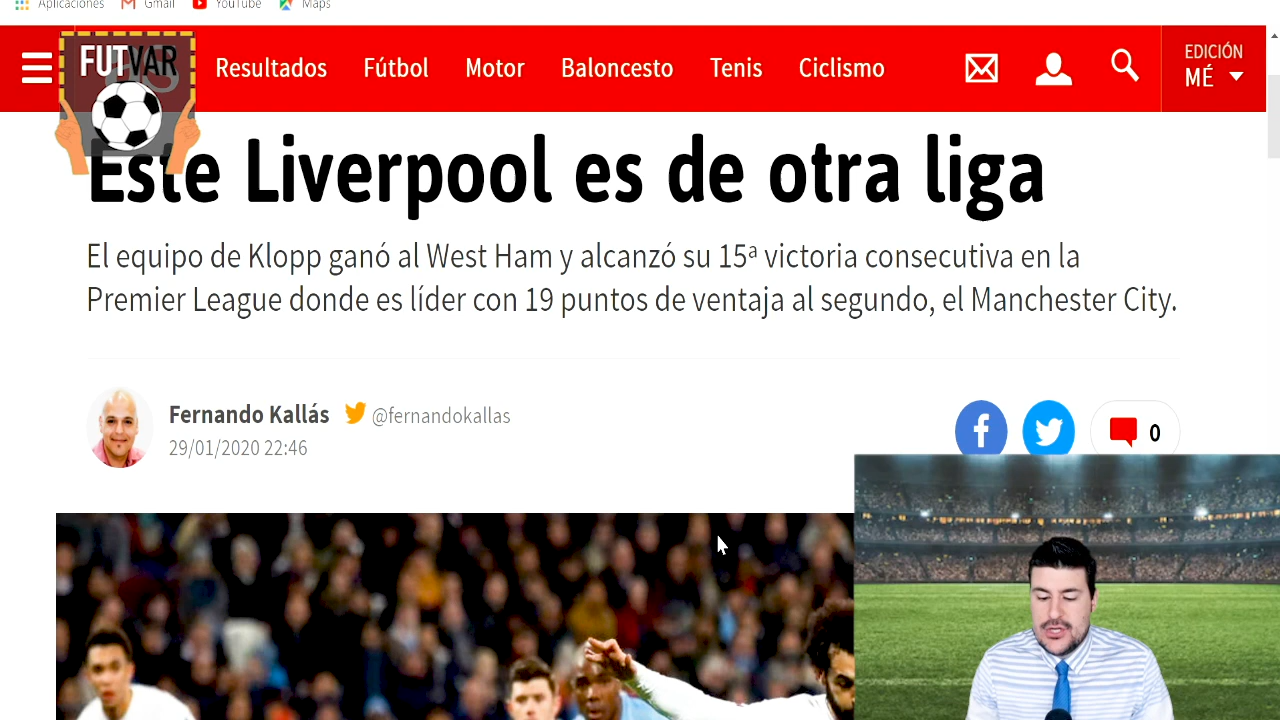 Aplicaciones Gmail YouTube Maps
FUTVAR
Resultados Fútbol Motor Baloncesto Tenis Ciclismo
EDICIÓN
MÉ
Este Liverpool es de otra liga
El equipo de Klopp ganó al West Ham y alcanzó su 15ª victoria consecutiva en la
Premier League donde es líder con 19 puntos de ventaja al segundo, el Manchester City.
Fernando Kallás @fernandokallas
29/01/2020 22:46
0